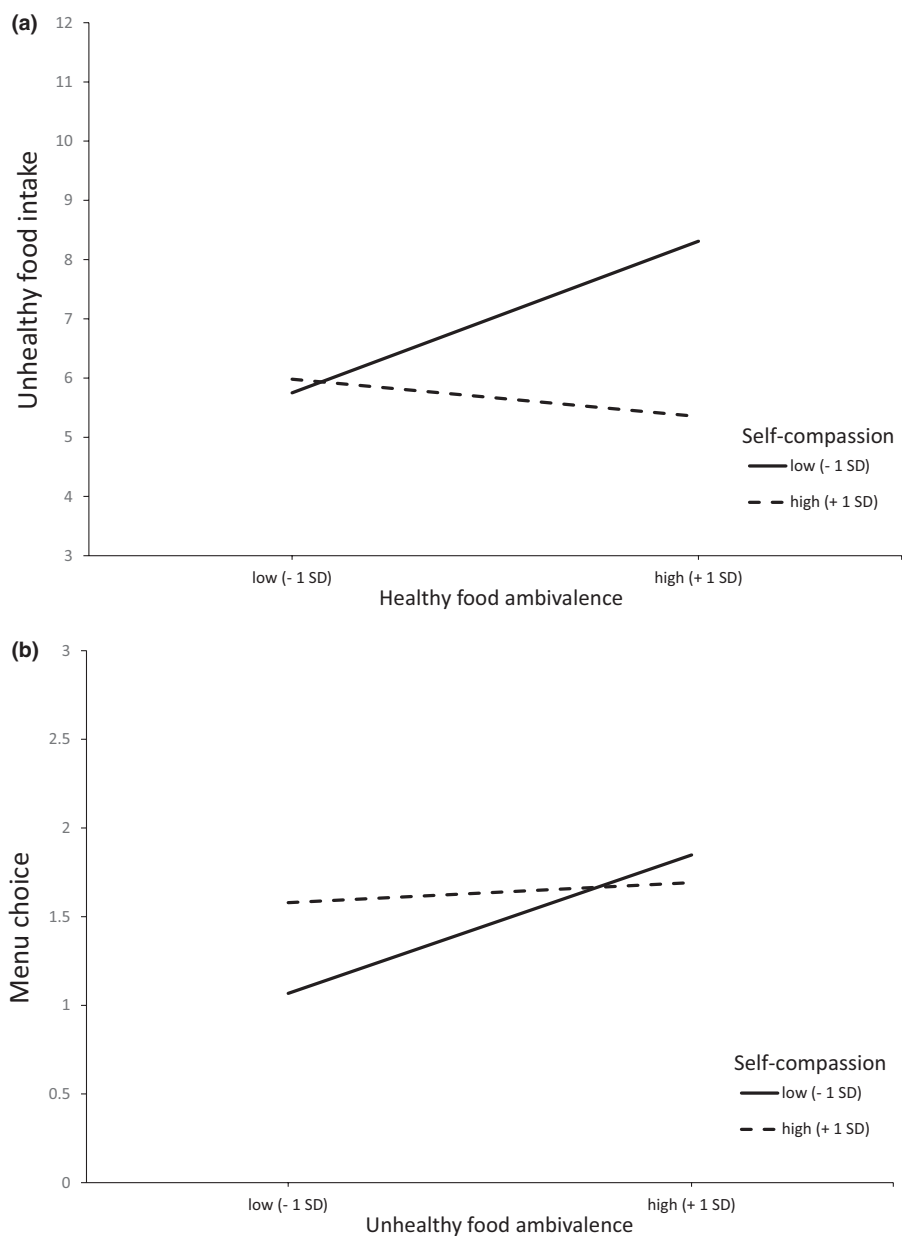 (a)
12
11
10
9
8
7
6
5
4
3
Unhealthy food intake
Self-compassion
low (- 1 SD)
high (+ 1 SD)
low (- 1 SD)
high (+ 1 SD)
Healthy food ambivalence
(b)
3
2.5
2
1.5
1
0.5
0
Menu choice
Self-compassion
low (- 1 SD)
high (+ 1 SD)
low (- 1 SD)
high (+ 1 SD)
Unhealthy food ambivalence